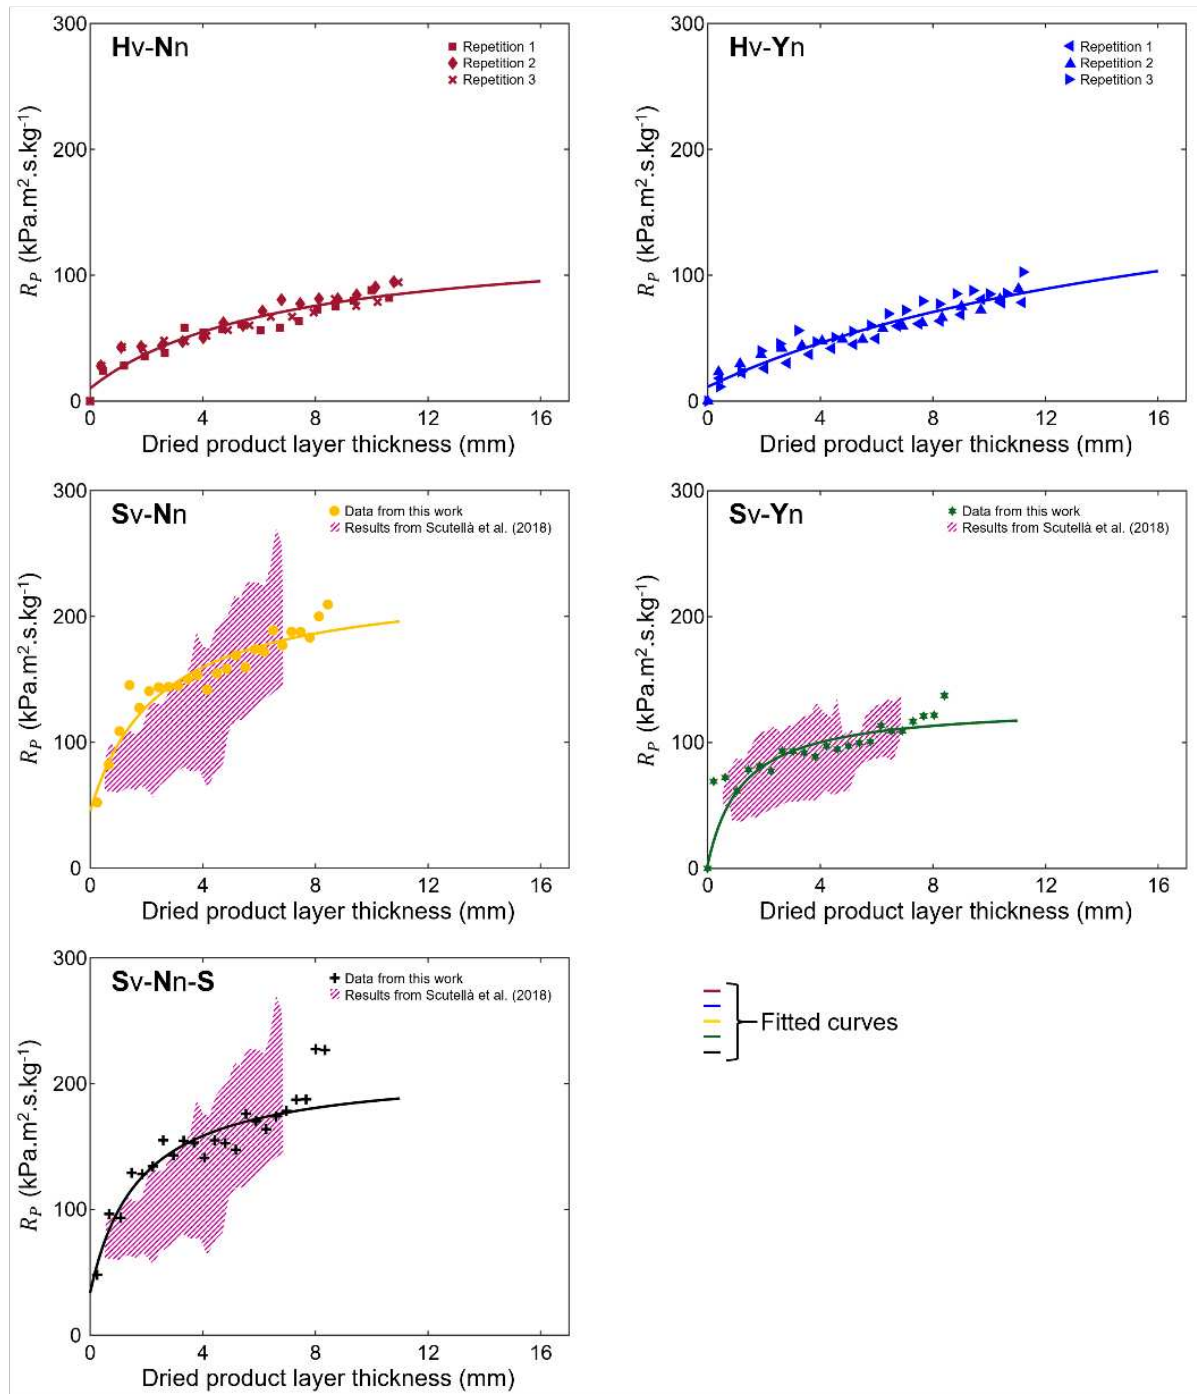 Hv-Nn
Repetition 1
Repetition 2
Repetition 3
300
200
100
0
R_P (kPa.m².s.kg⁻¹)
0 4 8 12 16
Dried product layer thickness (mm)
Hv-Yn
Repetition 1
Repetition 2
Repetition 3
300
200
100
0
R_P (kPa.m².s.kg⁻¹)
0 4 8 12 16
Dried product layer thickness (mm)
Sv-Nn
Data from this work
Results from Scutellà et al. (2018)
300
200
100
0
R_P (kPa.m².s.kg⁻¹)
0 4 8 12 16
Dried product layer thickness (mm)
Sv-Yn
Data from this work
Results from Scutellà et al. (2018)
300
200
100
0
R_P (kPa.m².s.kg⁻¹)
0 4 8 12 16
Dried product layer thickness (mm)
Sv-Nn-S
Data from this work
Results from Scutellà et al. (2018)
300
200
100
0
R_P (kPa.m².s.kg⁻¹)
0 4 8 12 16
Dried product layer thickness (mm)
Fitted curves